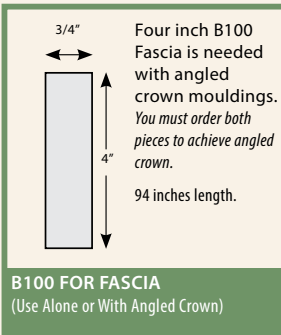 3/4"
4"
Four inch B100
Fascia is needed
with angled
crown mouldings.
You must order both
pieces to achieve angled
crown.
94 inches length.
B100 FOR FASCIA
(Use Alone or With Angled Crown)